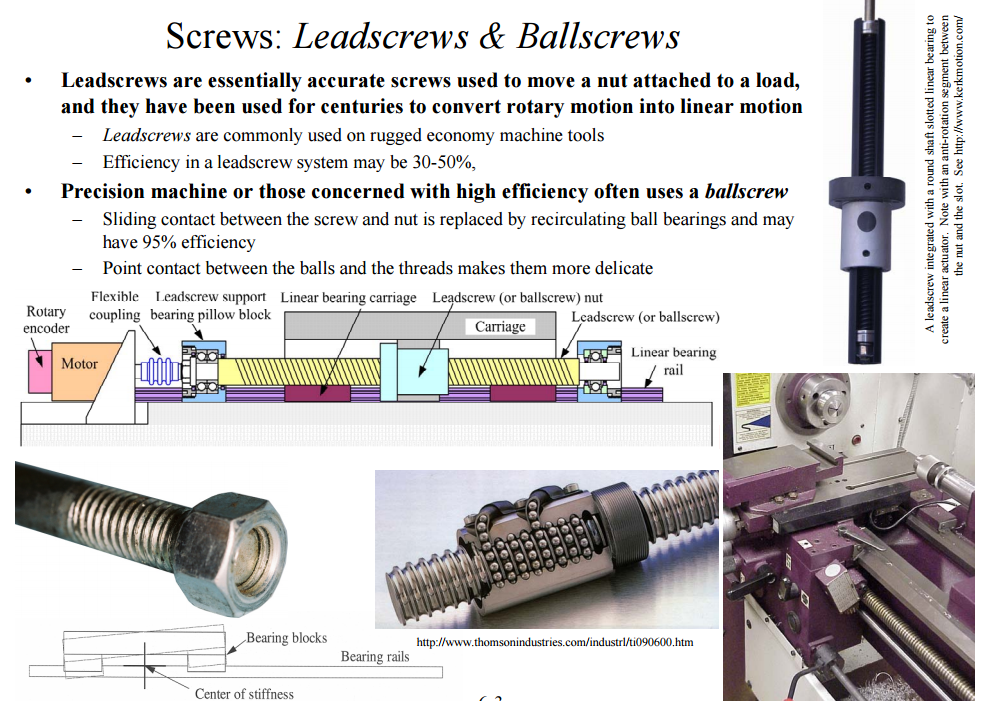 Screws: Leadscrews & Ballscrews
• Leadscrews are essentially accurate screws used to move a nut attached to a load,
and they have been used for centuries to convert rotary motion into linear motion
– Leadscrews are commonly used on rugged economy machine tools
– Efficiency in a leadscrew system may be 30-50%,
• Precision machine or those concerned with high efficiency often uses a ballscrew
– Sliding contact between the screw and nut is replaced by recirculating ball bearings and may
have 95% efficiency
– Point contact between the balls and the threads makes them more delicate
A leadscrew integrated with a round shaft slotted linear bearing to
create a linear actuator. Note with an anti-rotation segment between
the nut and the slot. See http://www.kerkmotion.com/
Rotary
encoder
Motor
Flexible
coupling
Leadscrew support
bearing pillow block
Linear bearing carriage
Leadscrew (or ballscrew) nut
Carriage
Leadscrew (or ballscrew)
Linear bearing
rail
http://www.thomsonindustries.com/industrl/ti090600.htm
Bearing blocks
Bearing rails
Center of stiffness